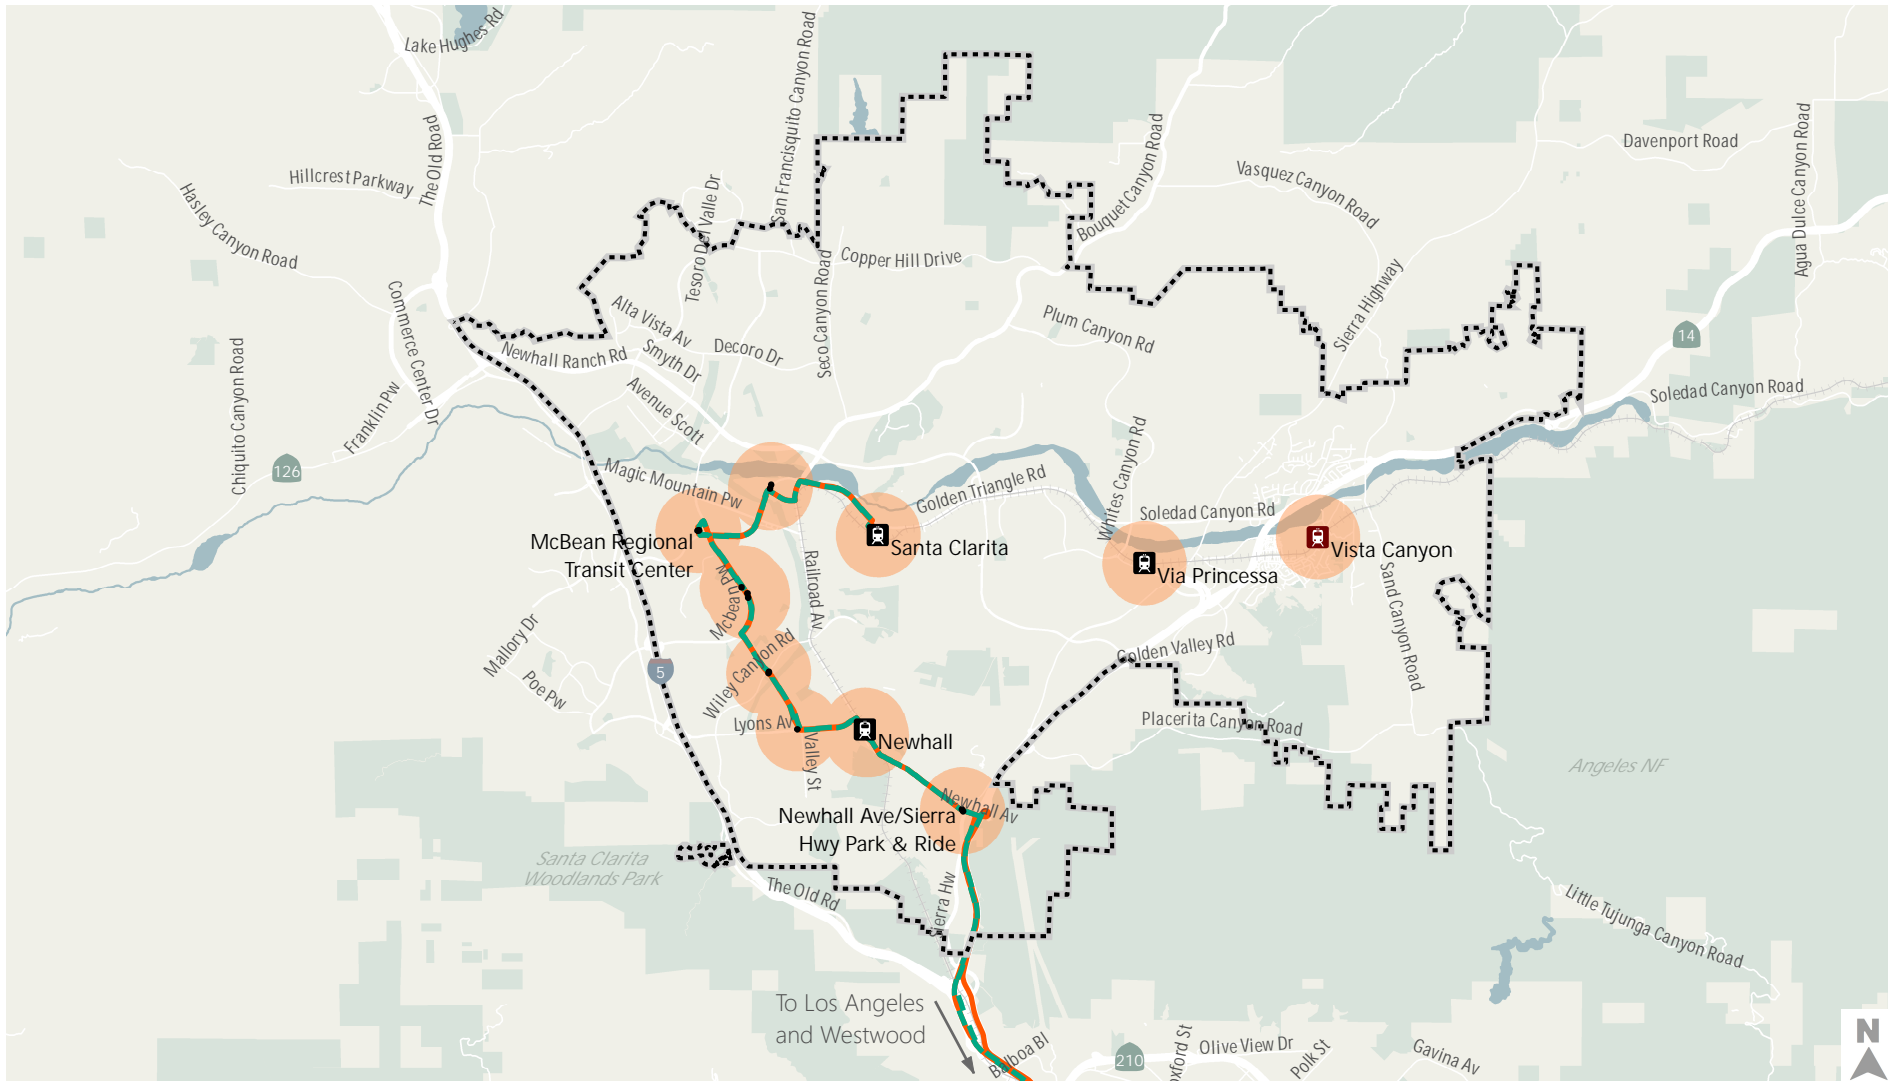 Lake Hughes Rd
San Francisquito Canyon Road
The Old Road
Hillcrest Parkway
Hasley Canyon Road
Tesoro Del Valle Dr
Copper Hill Drive
Bouquet Canyon Road
Vasquez Canyon Road
Davenport Road
Agua Dulce Canyon Road
Sierra Highway
Commerce Center Dr
Alta Vista Av
Smyth Dr
Decoro Dr
Seco Canyon Road
Plum Canyon Rd
Newhall Ranch Rd
Avenue Scott
Franklin Pw
Chiquito Canyon Road
14
Soledad Canyon Road
126
Magic Mountain Pw
Golden Triangle Rd
Whites Canyon Rd
Soledad Canyon Rd
McBean Regional
Transit Center
Santa Clarita
Via Princessa
Vista Canyon
Mcbean Pw
Railroad Av
Sand Canyon Road
Mallory Dr
Poe Pw
5
Wiley Canyon Rd
Golden Valley Rd
Lyons Av
Valley St
Newhall
Placerita Canyon Road
Angeles NF
Newhall Av
Newhall Ave/Sierra
Hwy Park & Ride
Santa Clarita
Woodlands Park
The Old Rd
Sierra Hw
Little Tujunga Canyon Road
To Los Angeles
and Westwood
Balboa Bl
210
Olive View Dr
Polk St
Gavina Av
N